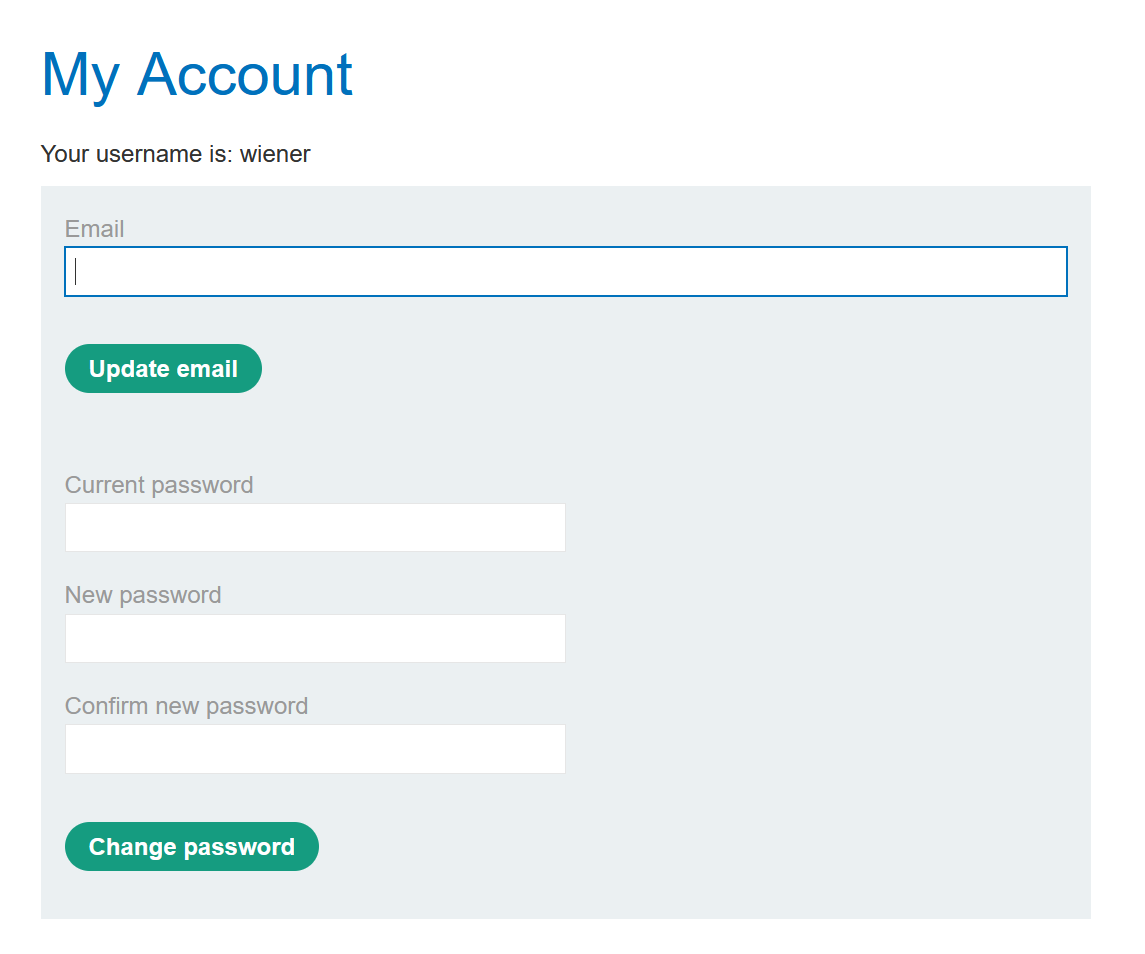 My Account
Your username is: wiener
Email
Update email
Current password
New password
Confirm new password
Change password